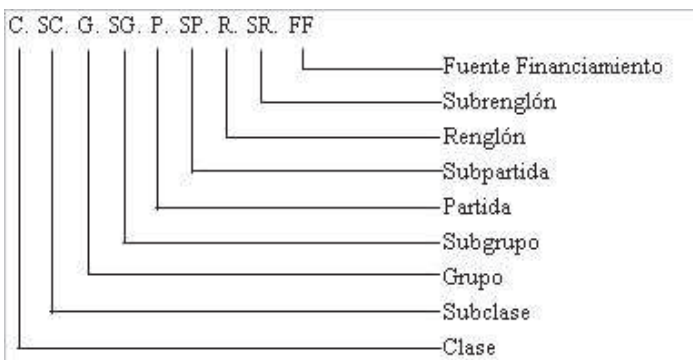 C. SC. G. SG. P. SP. R. SR. FF
Fuente Financiamiento
Subrenglón
Renglón
Subpartida
Partida
Subgrupo
Grupo
Subclase
Clase